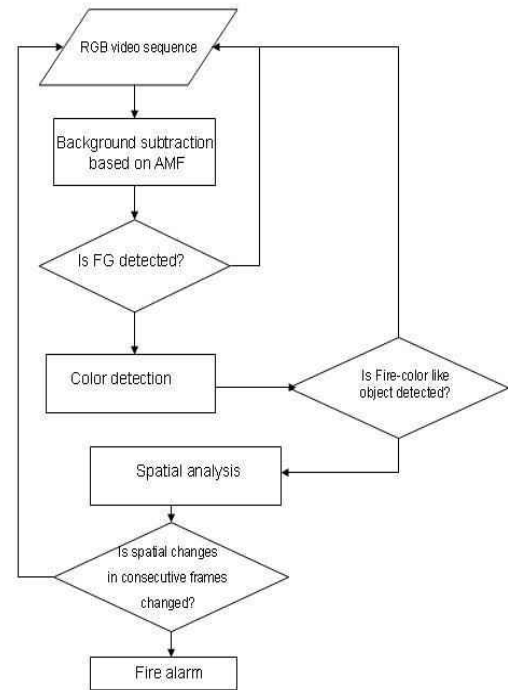 RGB video sequence
Background subtraction
based on AMF
Is FG detected?
Color detection
Is Fire-color like
object detected?
Spatial analysis
Is spatial changes
in consecutive frames
changed?
Fire alarm